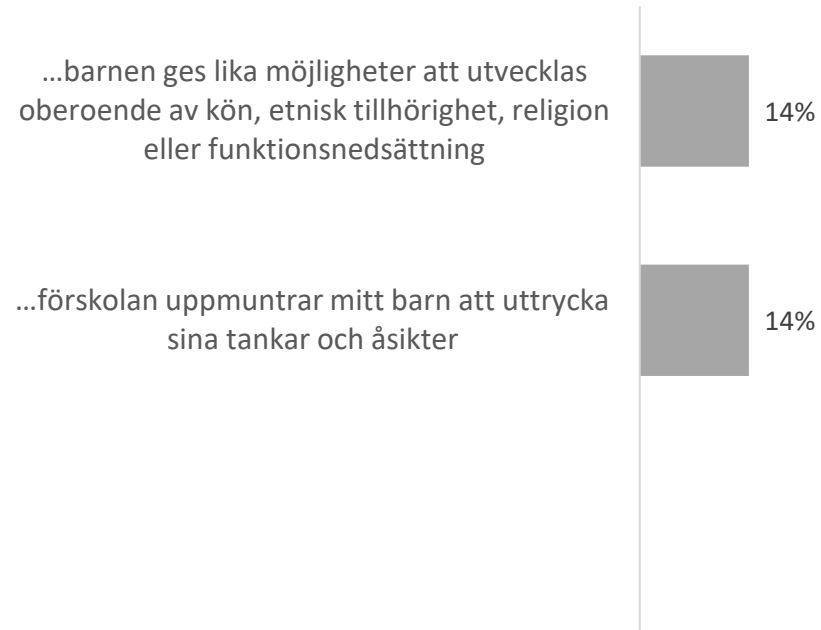 …barnen ges lika möjligheter att utvecklas
oberoende av kön, etnisk tillhörighet, religion
eller funktionsnedsättning
14%
…förskolan uppmuntrar mitt barn att uttrycka
sina tankar och åsikter
14%